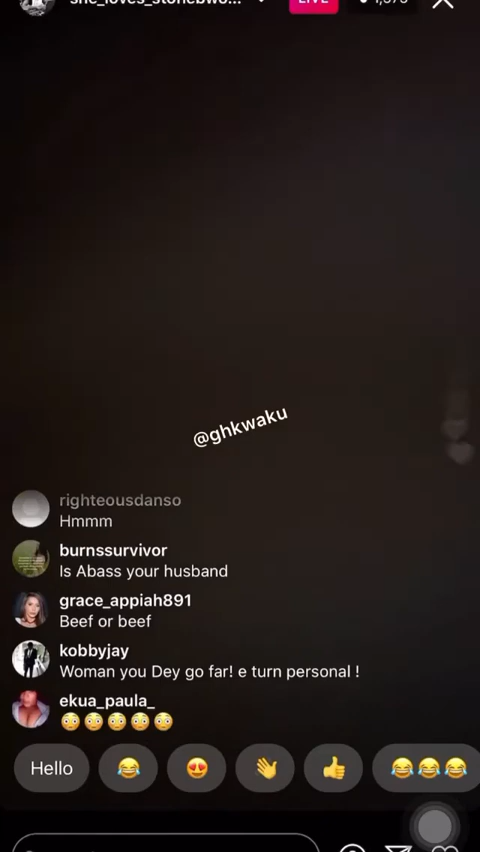 she_loves_stonebwo...
LIVE
@ghkwaku
righteousdanso
Hmmm
burnssurvivor
Is Abass your husband
grace_appiah891
Beef or beef
kobbyjay
Woman you Dey go far! e turn personal !
ekua_paula_
😳😳😳😳😳
Hello 😂 😍 👋 👍 😂😂😂